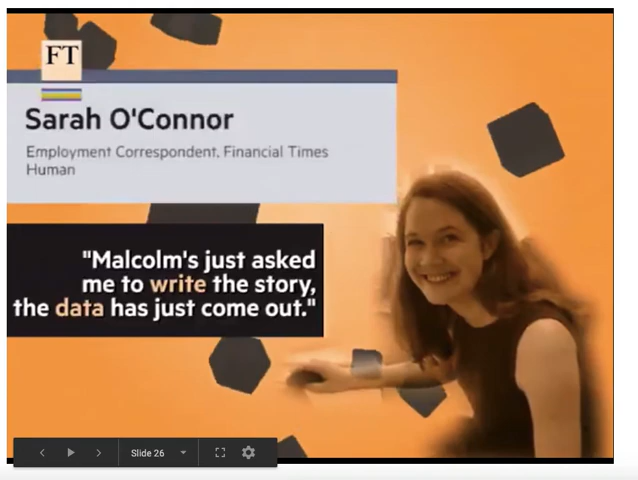 FT
Sarah O'Connor
Employment Correspondent, Financial Times
Human
"Malcolm's just asked
me to write the story,
the data has just come out."
Slide 26